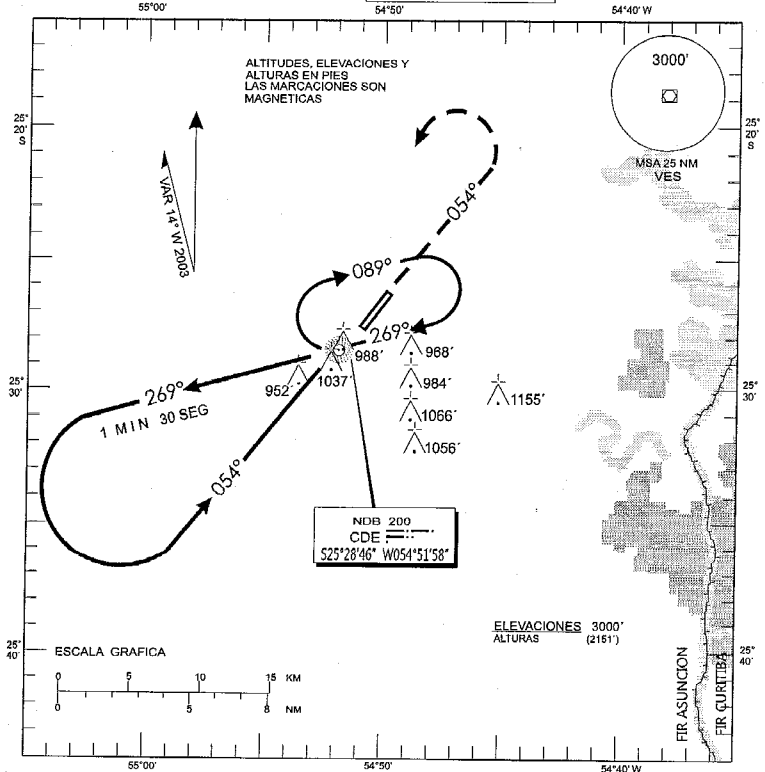 55°00'
54°50'
54°40' W
ALTITUDES, ELEVACIONES Y
ALTURAS EN PIES
LAS MARCACIONES SON
MAGNETICAS
3000'
MSA 25 NM
VES
25°
20'
S
25°
20'
S
VAR 14° W 2003
054°
089°
269°
988'
968'
952'
1037'
984'
1155'
1066'
1056'
25°
30'
25°
30'
269°
1 MIN 30 SEG
054°
NDB 200
CDE
S25°28'46" W054°51'58"
ELEVACIONES 3000'
ALTURAS (2151')
25°
40'
25°
40'
ESCALA GRAFICA
0 5 10 15 KM
0 5 8 NM
FIR ASUNCION
FIR CURITIBA
55°00'
54°50'
54°40' W